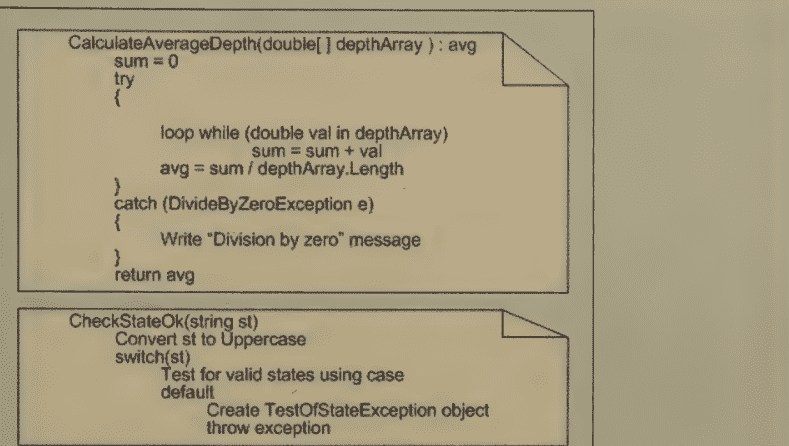 CalculateAverageDepth(double[ ] depthArray ) : avg
sum = 0
try
{
loop while (double val in depthArray)
sum = sum + val
avg = sum / depthArray.Length
}
catch (DivideByZeroException e)
{
Write “Division by zero” message
}
return avg
CheckStateOk(string st)
Convert st to Uppercase
switch(st)
Test for valid states using case
default
Create TestOfStateException object
throw exception